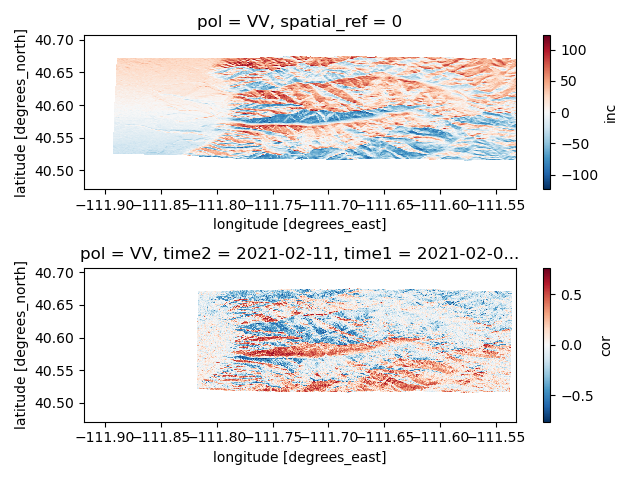 pol = VV, spatial_ref = 0
latitude [degrees_north]
40.70
40.65
40.60
40.55
40.50
−111.90 −111.85 −111.80 −111.75 −111.70 −111.65 −111.60 −111.55
longitude [degrees_east]
100
50
0
−50
−100
inc
pol = VV, time2 = 2021-02-11, time1 = 2021-02-0...
latitude [degrees_north]
40.70
40.65
40.60
40.55
40.50
−111.90 −111.85 −111.80 −111.75 −111.70 −111.65 −111.60 −111.55
longitude [degrees_east]
0.5
0.0
−0.5
cor